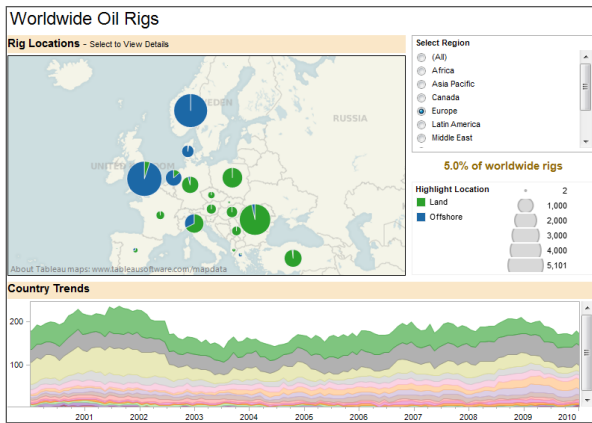 Worldwide Oil Rigs
Rig Locations - Select to View Details
RUSSIA
About Tableau maps: www.tableausoftware.com/mapdata
Select Region
(All)
Africa
Asia Pacific
Canada
Europe
Latin America
Middle East
5.0% of worldwide rigs
Highlight Location
Land
Offshore
2
1,000
2,000
3,000
4,000
5,101
Country Trends
200
100
2001 2002 2003 2004 2005 2006 2007 2008 2009 2010